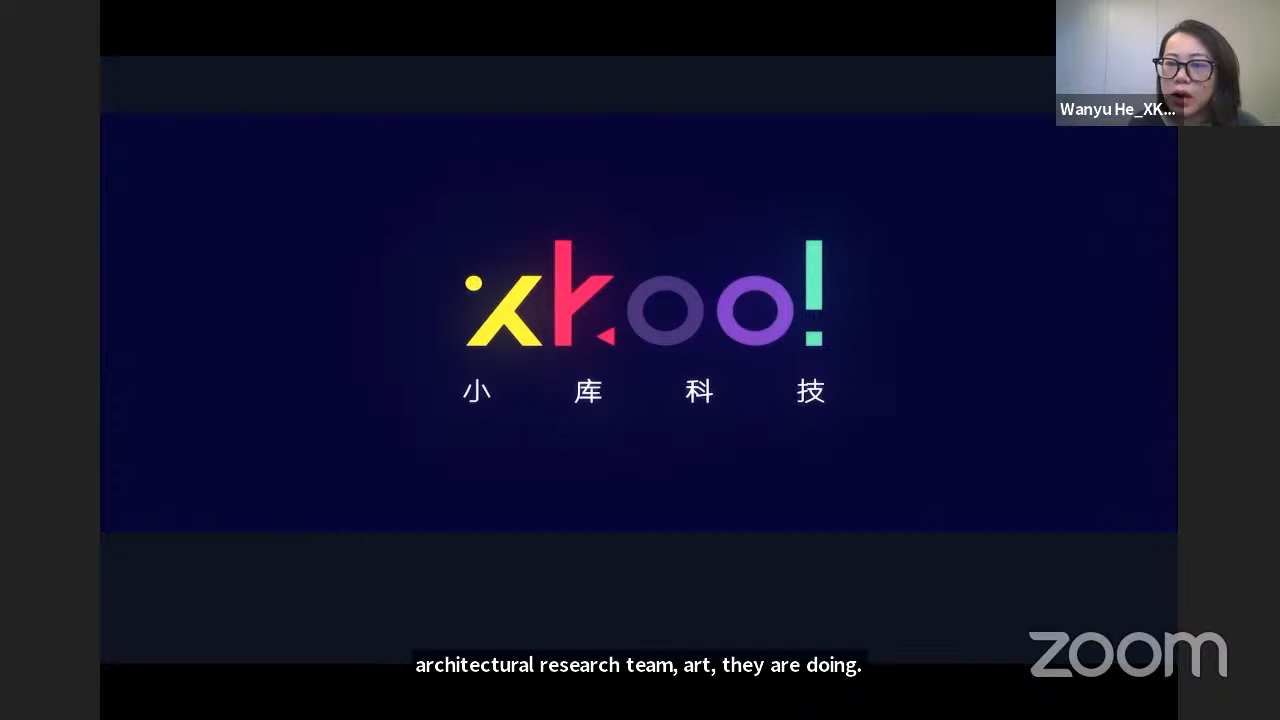 Wanyu He_XK...
xkool
小库科技
architectural research team, art, they are doing.
zoom